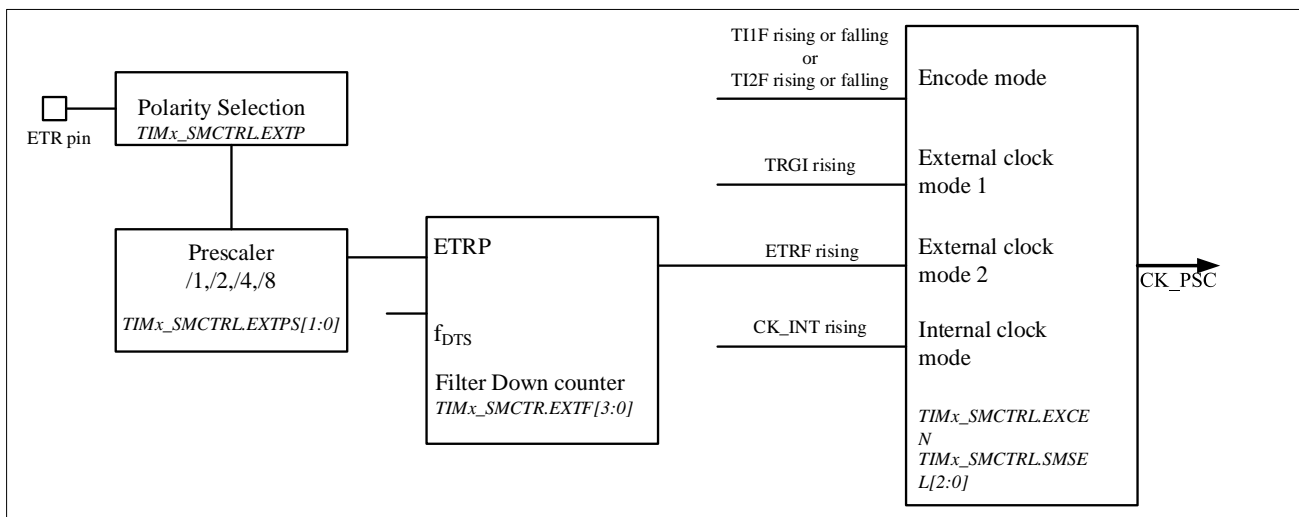 TI1F rising or falling
or
TI2F rising or falling
Encode mode
Polarity Selection
TIMx_SMCTRL.EXTP
ETR pin
TRGI rising
External clock
mode 1
Prescaler
/1,/2,/4,/8
TIMx_SMCTRL.EXTPS[1:0]
ETRP
fDTS
Filter Down counter
TIMx_SMCTR.EXTF[3:0]
ETRF rising
External clock
mode 2
CK_PSC
CK_INT rising
Internal clock
mode
TIMx_SMCTRL.EXCE
N
TIMx_SMCTRL.SMSE
L[2:0]